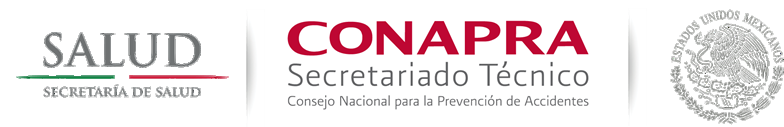 SALUD
SECRETARÍA DE SALUD
CONAPRA
Secretariado Técnico
Consejo Nacional para la Prevención de Accidentes
ESTADOS UNIDOS MEXICANOS